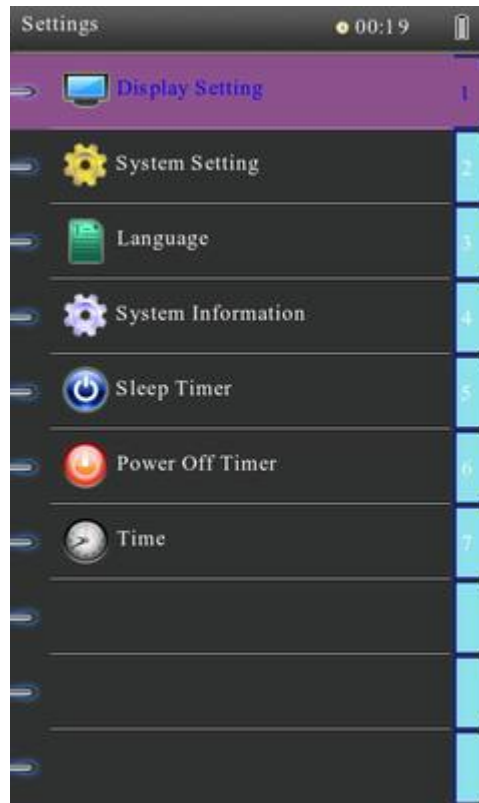 Settings 00:19
Display Setting 1
System Setting 2
Language 3
System Information 4
Sleep Timer 5
Power Off Timer 6
Time 7